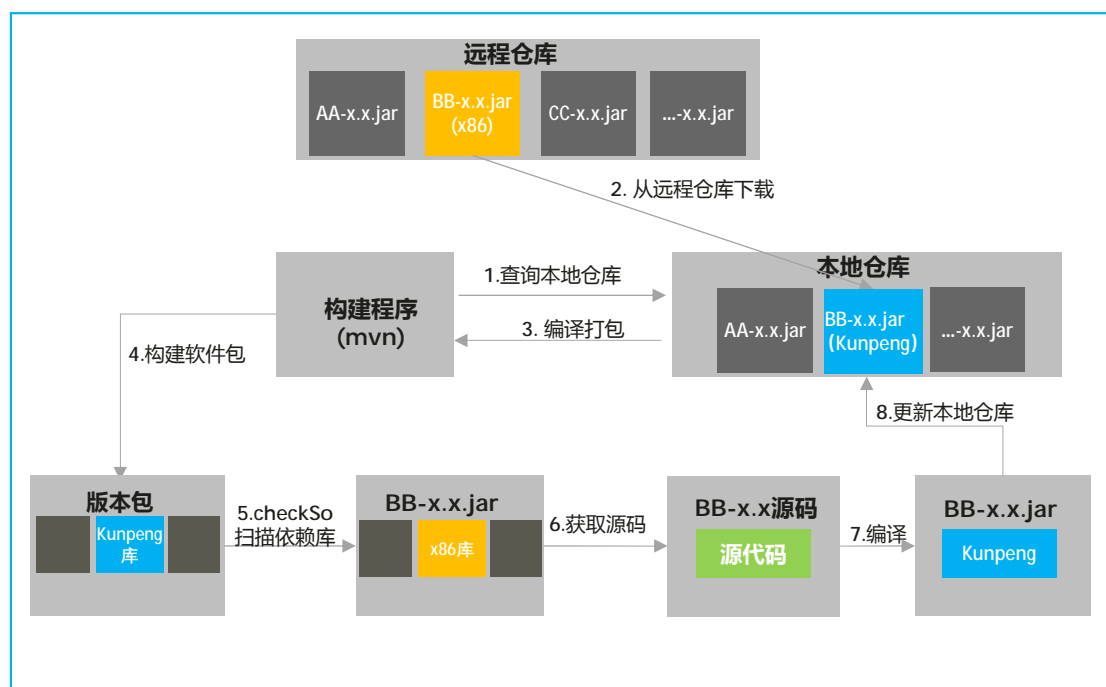 远程仓库
AA-x.x.jar
BB-x.x.jar
(x86)
CC-x.x.jar
...-x.x.jar
2. 从远程仓库下载
构建程序
(mvn)
1.查询本地仓库
3. 编译打包
本地仓库
AA-x.x.jar
BB-x.x.jar
(Kunpeng)
...-x.x.jar
4.构建软件包
8.更新本地仓库
版本包
Kunpeng
库
5.checkSo
扫描依赖库
BB-x.x.jar
x86库
6.获取源码
BB-x.x源码
源代码
7.编译
BB-x.x.jar
Kunpeng